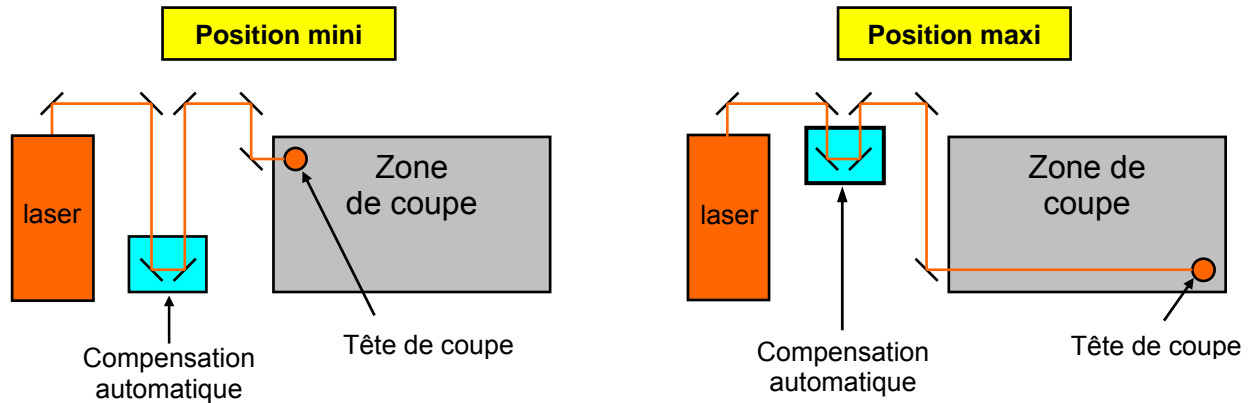 Position mini
laser
Zone
de coupe
Compensation
automatique
Tête de coupe
Position maxi
laser
Zone de
coupe
Compensation
automatique
Tête de coupe